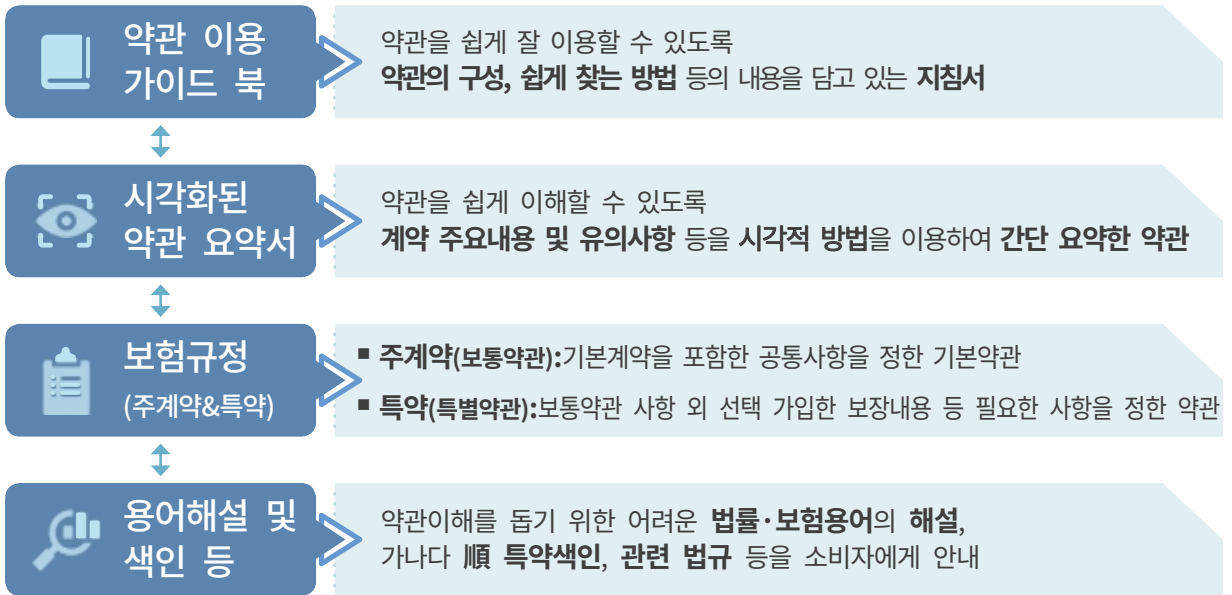 약관 이용
가이드 북
약관을 쉽게 잘 이용할 수 있도록
약관의 구성, 쉽게 찾는 방법 등의 내용을 담고 있는 지침서
시각화된
약관 요약서
약관을 쉽게 이해할 수 있도록
계약 주요내용 및 유의사항 등을 시각적 방법을 이용하여 간단 요약한 약관
보험규정
(주계약&특약)
▪ 주계약(보통약관):기본계약을 포함한 공통사항을 정한 기본약관
▪ 특약(특별약관):보통약관 사항 외 선택 가입한 보장내용 등 필요한 사항을 정한 약관
용어해설 및
색인 등
약관이해를 돕기 위한 어려운 법률·보험용어의 해설,
가나다 順 특약색인, 관련 법규 등을 소비자에게 안내